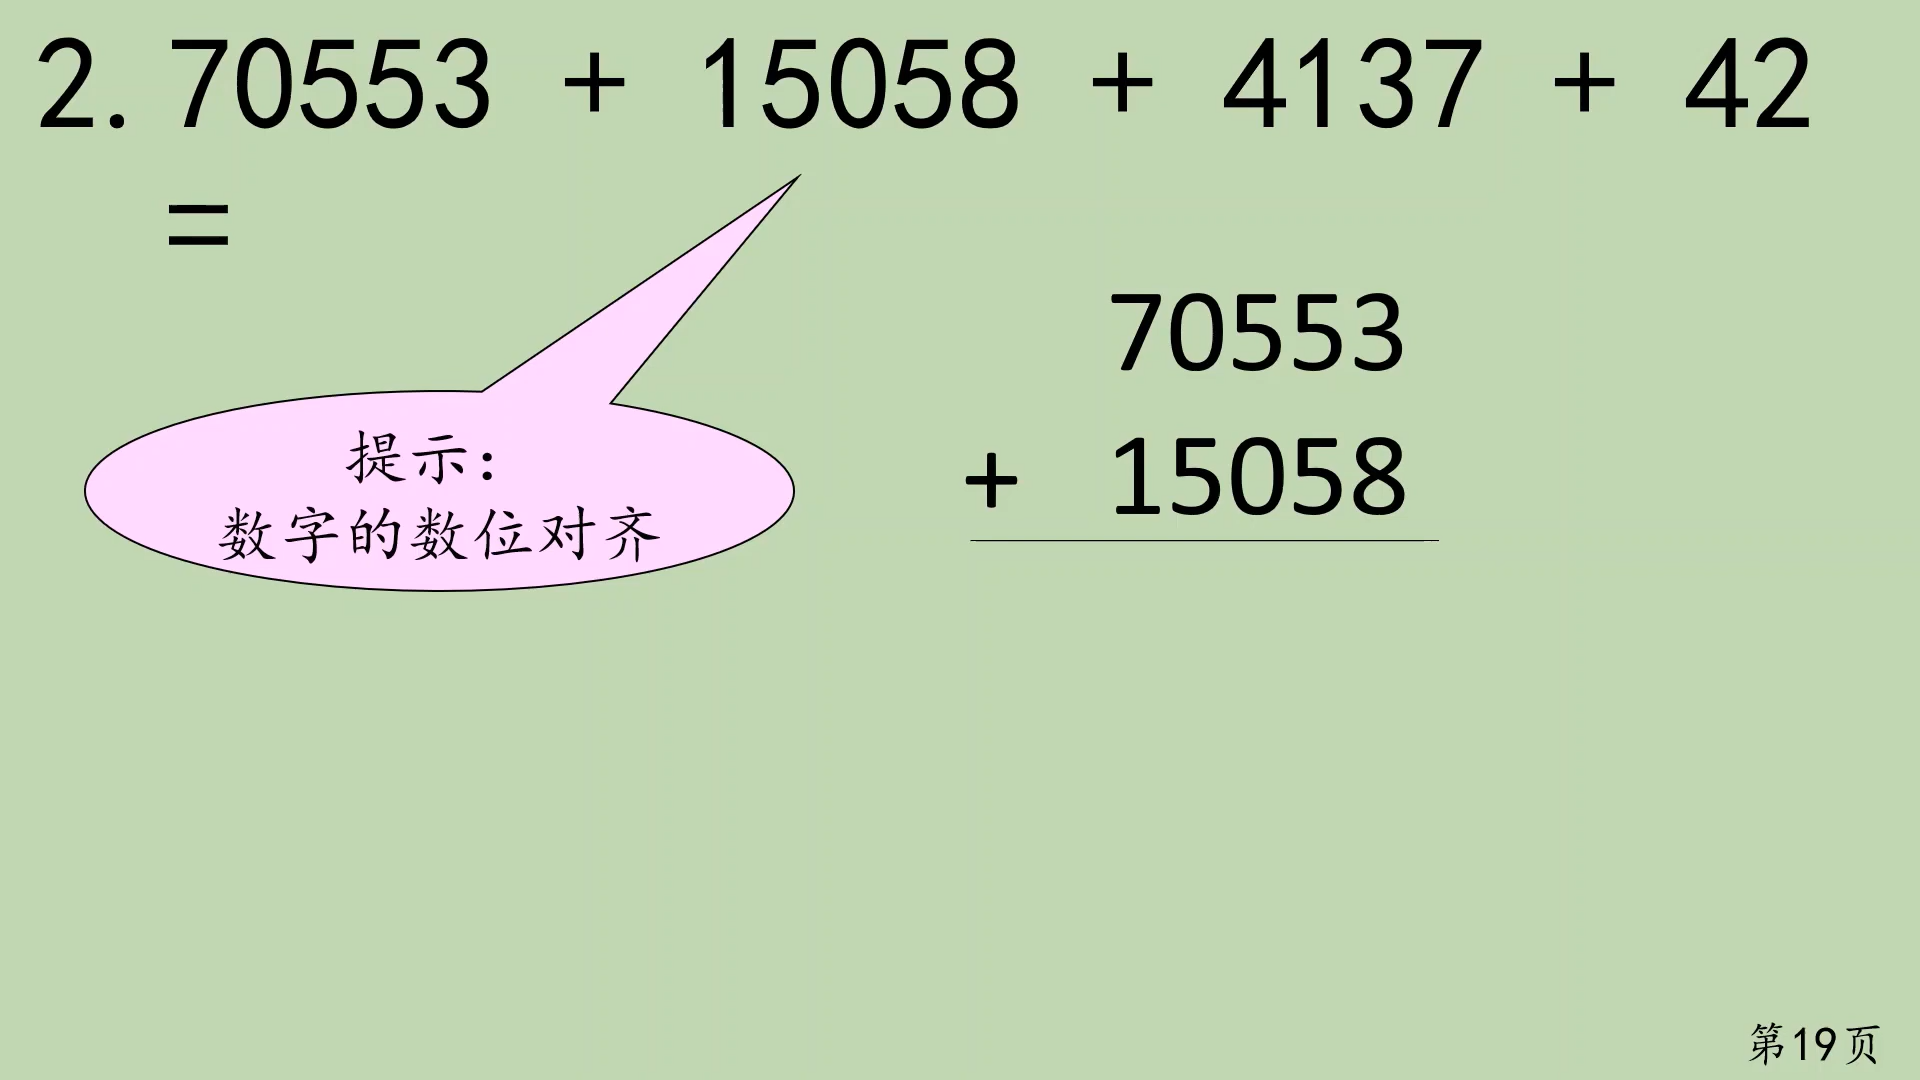 2. 70553 + 15058 + 4137 + 42
=
70553
+ 15058
提示：
数字的数位对齐
第19页